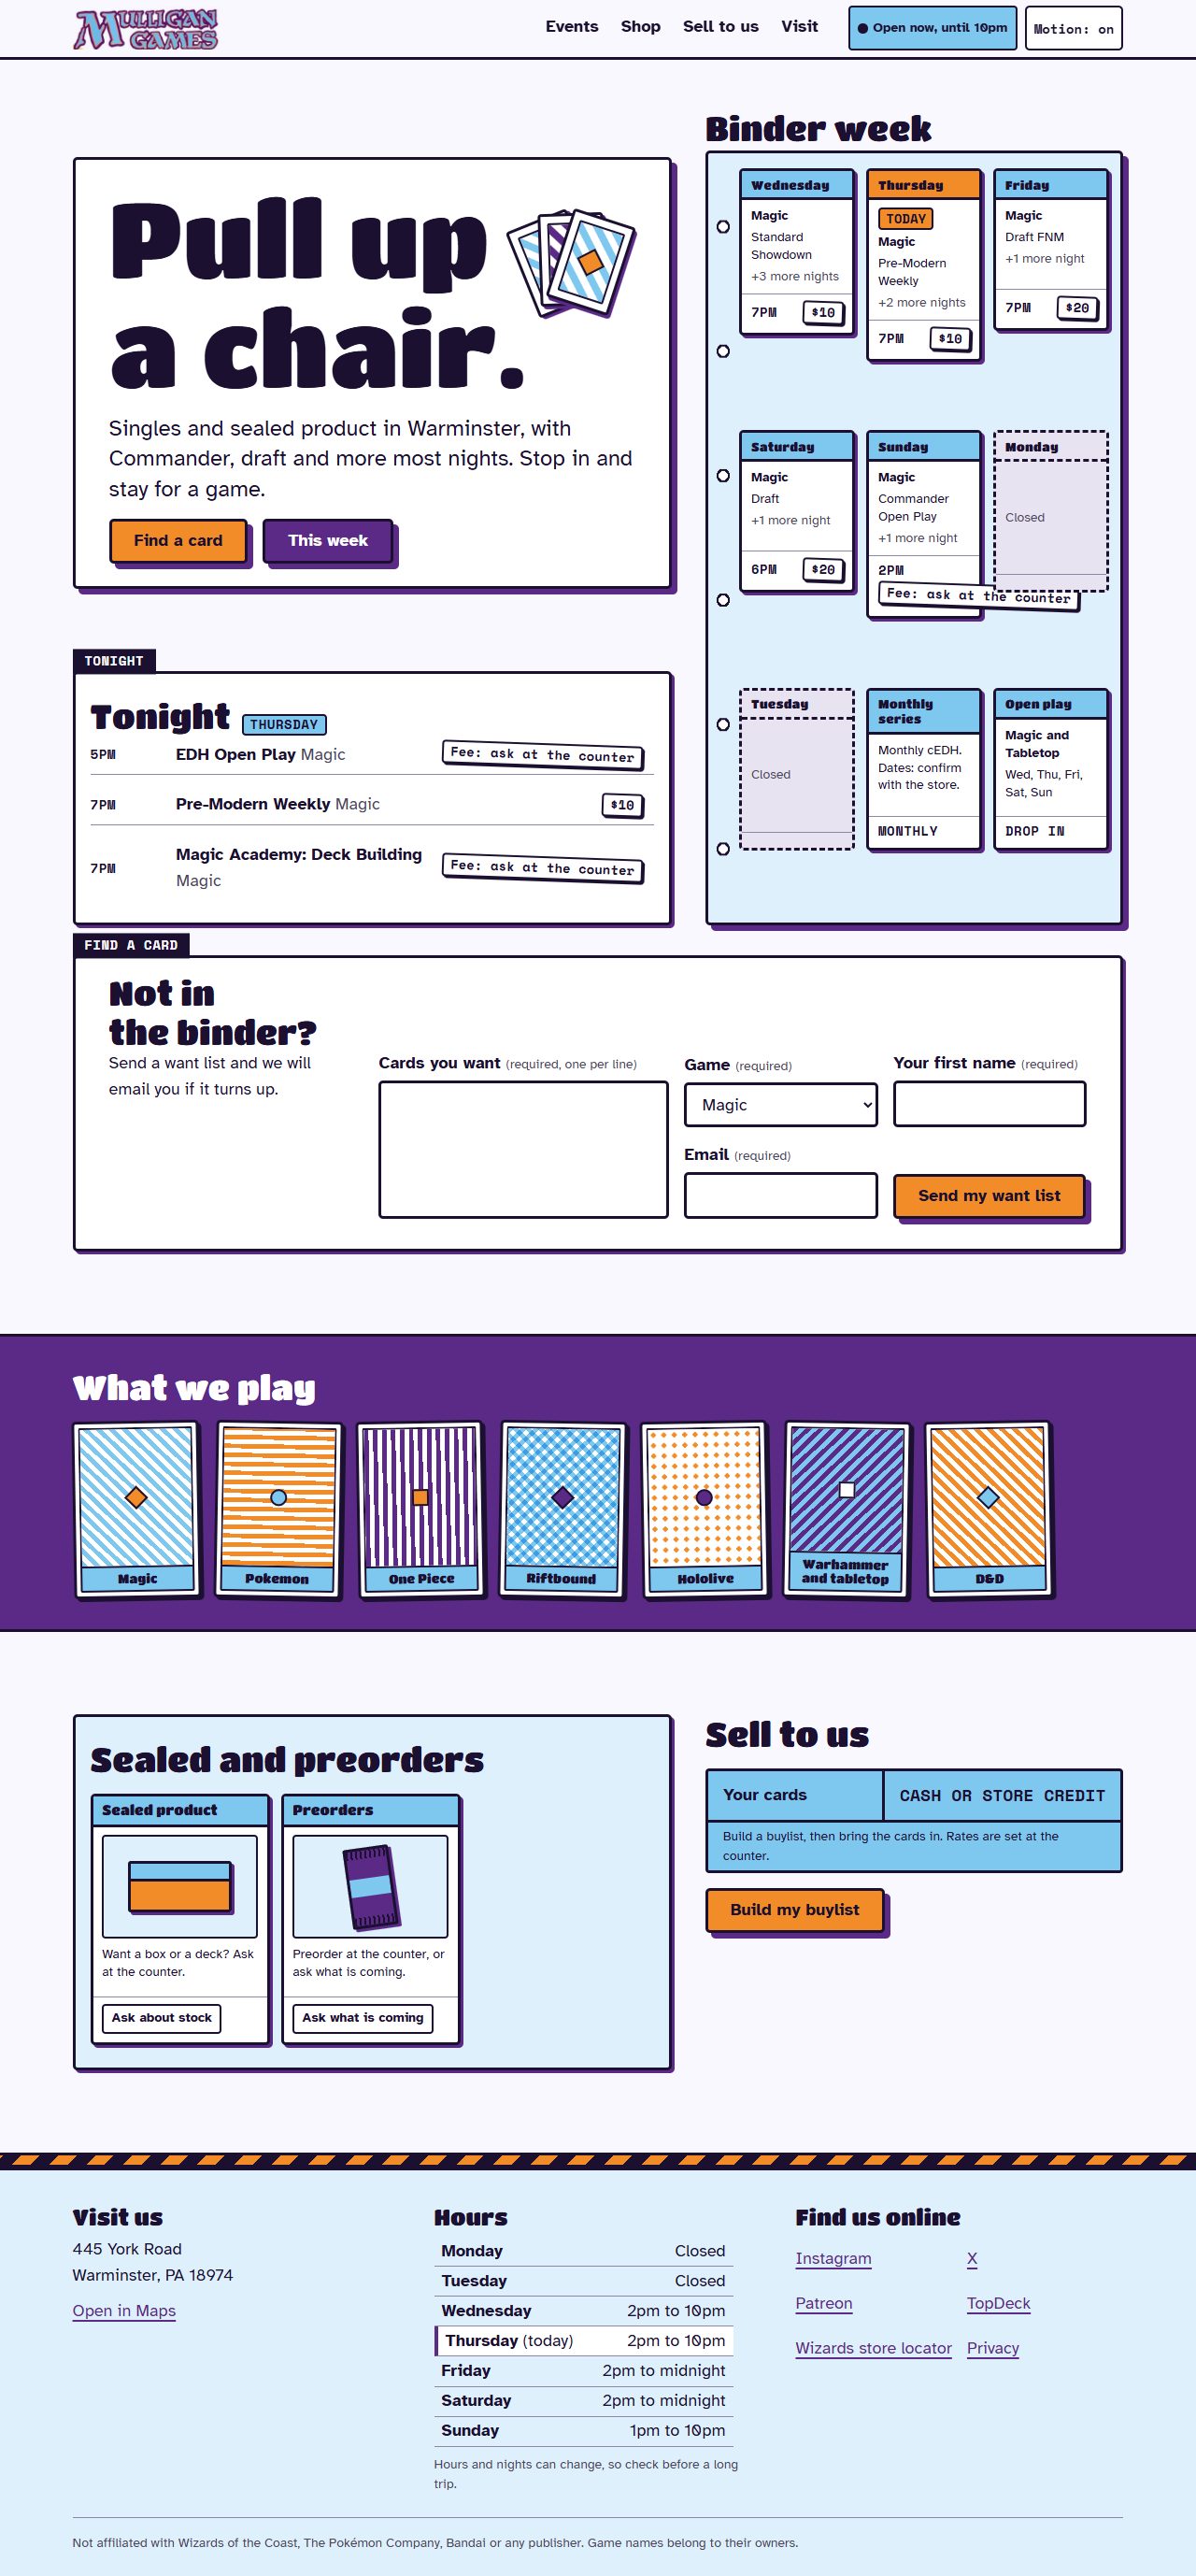 MULLIGAN
GAMES
Events Shop Sell to us Visit
Open now, until 10pm
Motion: on
Pull up
a chair.
Singles and sealed product in Warminster, with
Commander, draft and more most nights. Stop in and
stay for a game.
Find a card
This week
Binder week
Wednesday
Magic
Standard
Showdown
+3 more nights
7PM $10
Thursday
TODAY
Magic
Pre-Modern
Weekly
+2 more nights
7PM $10
Friday
Magic
Draft FNM
+1 more night
7PM $20
Saturday
Magic
Draft
+1 more night
6PM $20
Sunday
Magic
Commander
Open Play
+1 more night
2PM
Fee: ask at the counter
Monday
Closed
Tuesday
Closed
Monthly
series
Monthly cEDH.
Dates: confirm
with the store.
MONTHLY
Open play
Magic and
Tabletop
Wed, Thu, Fri,
Sat, Sun
DROP IN
TONIGHT
Tonight THURSDAY
5PM EDH Open Play Magic Fee: ask at the counter
7PM Pre-Modern Weekly Magic $10
7PM Magic Academy: Deck Building
Magic
Fee: ask at the counter
FIND A CARD
Not in
the binder?
Send a want list and we will
email you if it turns up.
Cards you want (required, one per line)
Game (required)
Magic
Your first name (required)
Email (required)
Send my want list
What we play
Magic
Pokemon
One Piece
Riftbound
Hololive
Warhammer
and tabletop
D&D
Sealed and preorders
Sealed product
Want a box or a deck? Ask
at the counter.
Ask about stock
Preorders
Preorder at the counter, or
ask what is coming.
Ask what is coming
Sell to us
Your cards CASH OR STORE CREDIT
Build a buylist, then bring the cards in. Rates are set at the
counter.
Build my buylist
Visit us
445 York Road
Warminster, PA 18974
Open in Maps
Hours
Monday Closed
Tuesday Closed
Wednesday 2pm to 10pm
Thursday (today) 2pm to 10pm
Friday 2pm to midnight
Saturday 2pm to midnight
Sunday 1pm to 10pm
Hours and nights can change, so check before a long
trip.
Find us online
Instagram X
Patreon TopDeck
Wizards store locator Privacy
Not affiliated with Wizards of the Coast, The Pokémon Company, Bandai or any publisher. Game names belong to their owners.